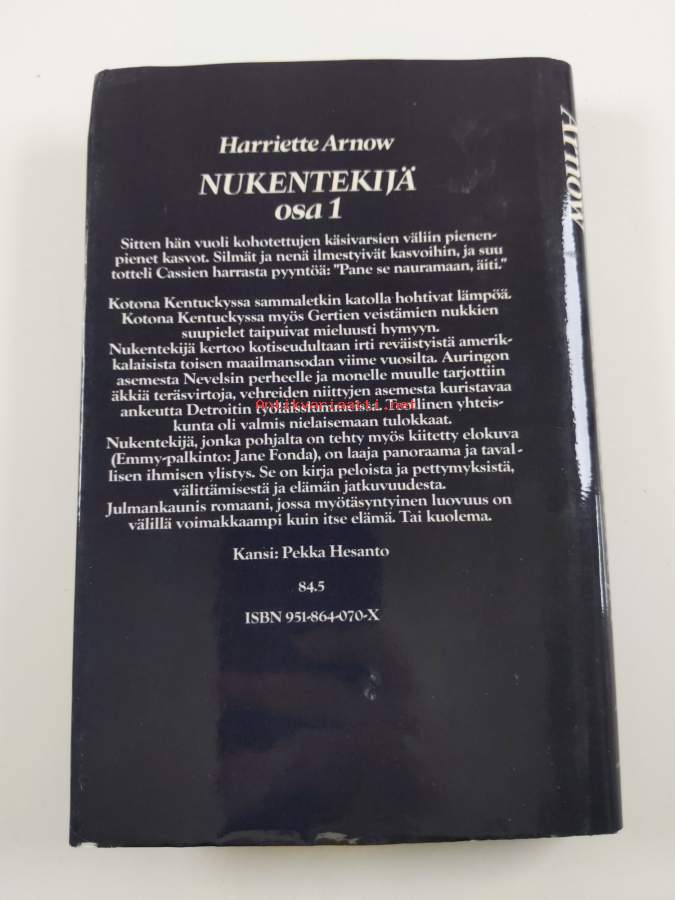 Harriette Arnow
NUKENTEKIJÄ
osa 1
Sitten hän vuoli kohotettujen käsivarsien väliin pienen-
pienet kasvot. Silmät ja nenä ilmestyivät kasvoihin, ja suu
totteli Cassien harrasta pyyntöä: "Pane se nauramaan, äiti."
Kotona Kentuckyssa sammaletkin katolla hohtivat lämpöä.
Kotona Kentuckyssa myös Gertien veistämien nukkien
suupielet taipuivat mieluusti hymyyn.
Nukentekijä kertoo kotiseudultaan irti reväistyistä amerik-
kalaisista toisen maailmansodan viime vuosilta. Auringon
asemesta Nevelsin perheelle ja monelle muulle tarjottiin
äkkiä teräsvirtoja, vehreiden niittyjen asemesta kuristavaa
ankeutta Detroitin työläisslummeista. Teollinen yhteis-
kunta oli valmis nielaisemaan tulokkaat.
Nukentekijä, jonka pohjalta on tehty myös kiitetty elokuva
(Emmy-palkinto: Jane Fonda), on laaja panoraama ja taval-
lisen ihmisen ylistys. Se on kirja peloista ja pettymyksistä,
välittämisestä ja elämän jatkuvuudesta.
Julmankaunis romaani, jossa myötäsyntyinen luovuus on
välillä voimakkaampi kuin itse elämä. Tai kuolema.
Kansi: Pekka Hesanto
84.5
ISBN 951-864-070-X
Arnow
Antikvariaatti.net